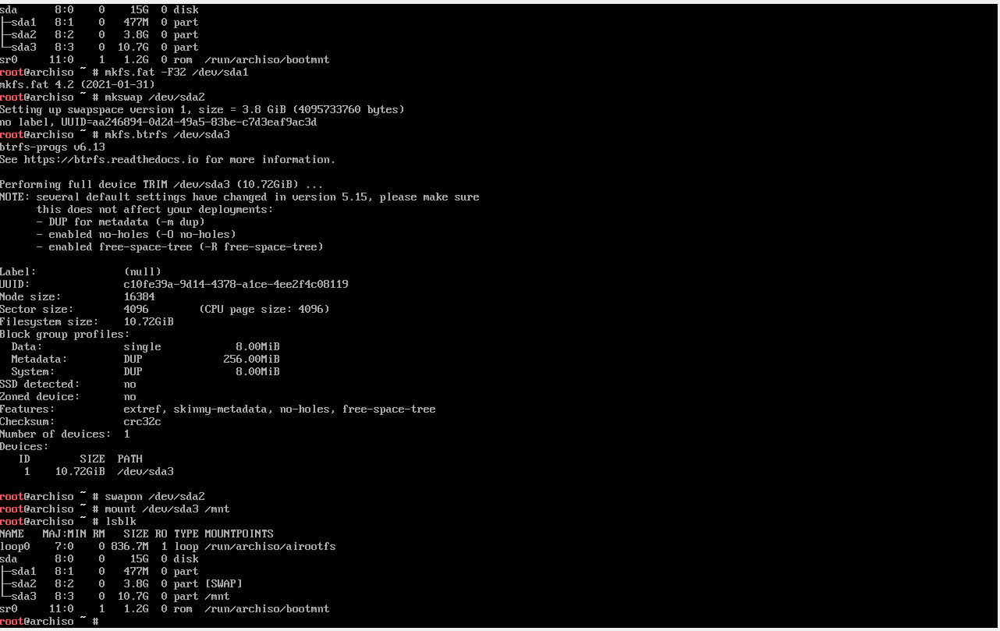 sda      8:0    0    15G  0 disk
├─sda1   8:1    0   477M  0 part
├─sda2   8:2    0   3.8G  0 part
└─sda3   8:3    0  10.7G  0 part
sr0     11:0    1   1.2G  0 rom  /run/archiso/bootmnt
root@archiso ~ # mkfs.fat -F32 /dev/sda1
mkfs.fat 4.2 (2021-01-31)
root@archiso ~ # mkswap /dev/sda2
Setting up swapspace version 1, size = 3.8 GiB (4095733760 bytes)
no label, UUID=aa246894-0d2d-49a5-83be-c7d3eaf9ac3d
root@archiso ~ # mkfs.btrfs /dev/sda3
btrfs-progs v6.13
See https://btrfs.readthedocs.io for more information.

Performing full device TRIM /dev/sda3 (10.72GiB) ...
NOTE: several default settings have changed in version 5.15, please make sure
      this does not affect your deployments:
      - DUP for metadata (-m dup)
      - enabled no-holes (-O no-holes)
      - enabled free-space-tree (-R free-space-tree)

Label:              (null)
UUID:               c10fe39a-9d14-4378-a1ce-4ee2f4c08119
Node size:          16384
Sector size:        4096        (CPU page size: 4096)
Filesystem size:    10.72GiB
Block group profiles:
  Data:             single            8.00MiB
  Metadata:         DUP             256.00MiB
  System:           DUP               8.00MiB
SSD detected:       no
Zoned device:       no
Features:           extref, skinny-metadata, no-holes, free-space-tree
Checksum:           crc32c
Number of devices:  1
Devices:
   ID        SIZE  PATH
    1    10.72GiB  /dev/sda3

root@archiso ~ # swapon /dev/sda2
root@archiso ~ # mount /dev/sda3 /mnt
root@archiso ~ # lsblk
NAME   MAJ:MIN RM   SIZE RO TYPE MOUNTPOINTS
loop0    7:0    0 836.7M  1 loop /run/archiso/airootfs
sda      8:0    0    15G  0 disk
├─sda1   8:1    0   477M  0 part
├─sda2   8:2    0   3.8G  0 part [SWAP]
└─sda3   8:3    0  10.7G  0 part /mnt
sr0     11:0    1   1.2G  0 rom  /run/archiso/bootmnt
root@archiso ~ #